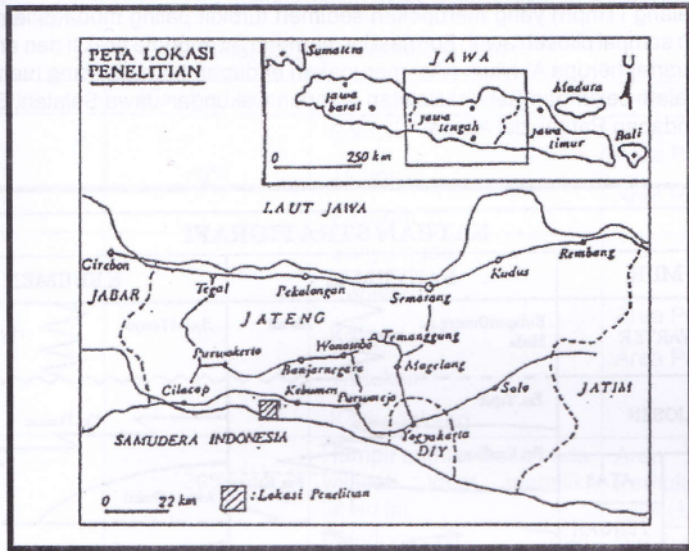 PETA LOKASI
PENELITIAN
Sumatera
JAWA
U
Madura
jawa
barat
jawa
tengah
jawa
timur
Bali
0 250 km
LAUT JAWA
Cirebon
Tegal
Pekalongan
Semarang
Kudus
Rembang
JABAR
JATENG
Wonosobo
Temanggung
Purwokerto
Banjarnegara
Magelang
Cilacap
Kebumen
Purworejo
Solo
JATIM
Yogyakarta
DIY
SAMUDERA INDONESIA
0 22 km
: Lokasi Penelitian